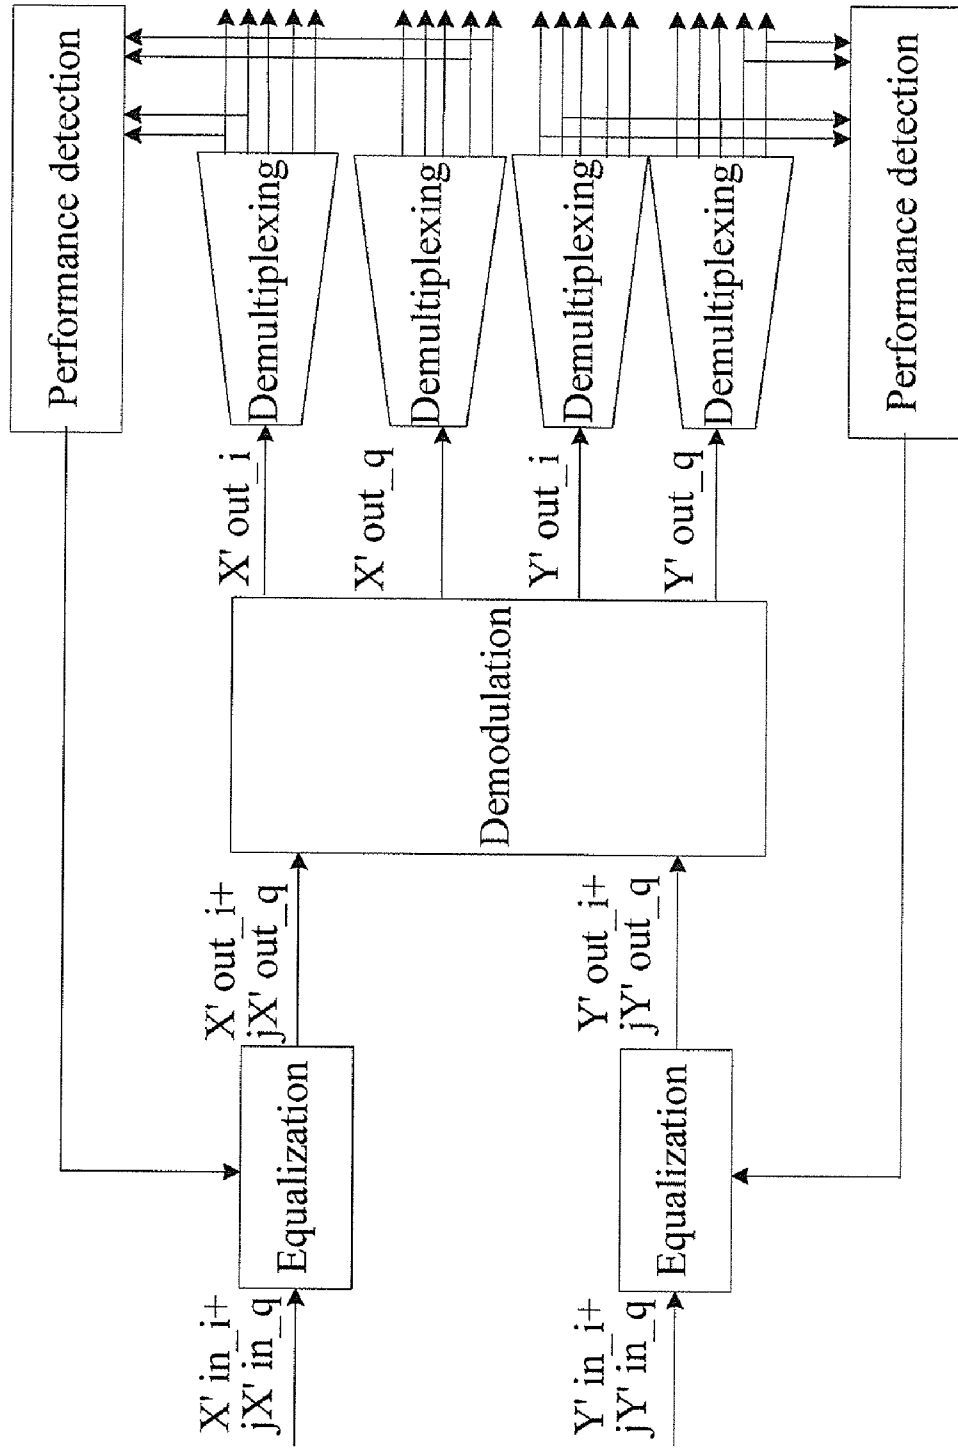 Performance detection
X' in_i+
jX' in_q
Equalization
X' out_i+
jX' out_q
Demodulation
X' out_i
Demultiplexing
X' out_q
Demultiplexing
Y' in_i+
jY' in_q
Equalization
Y' out_i+
jY' out_q
Y' out_i
Demultiplexing
Y' out_q
Demultiplexing
Performance detection